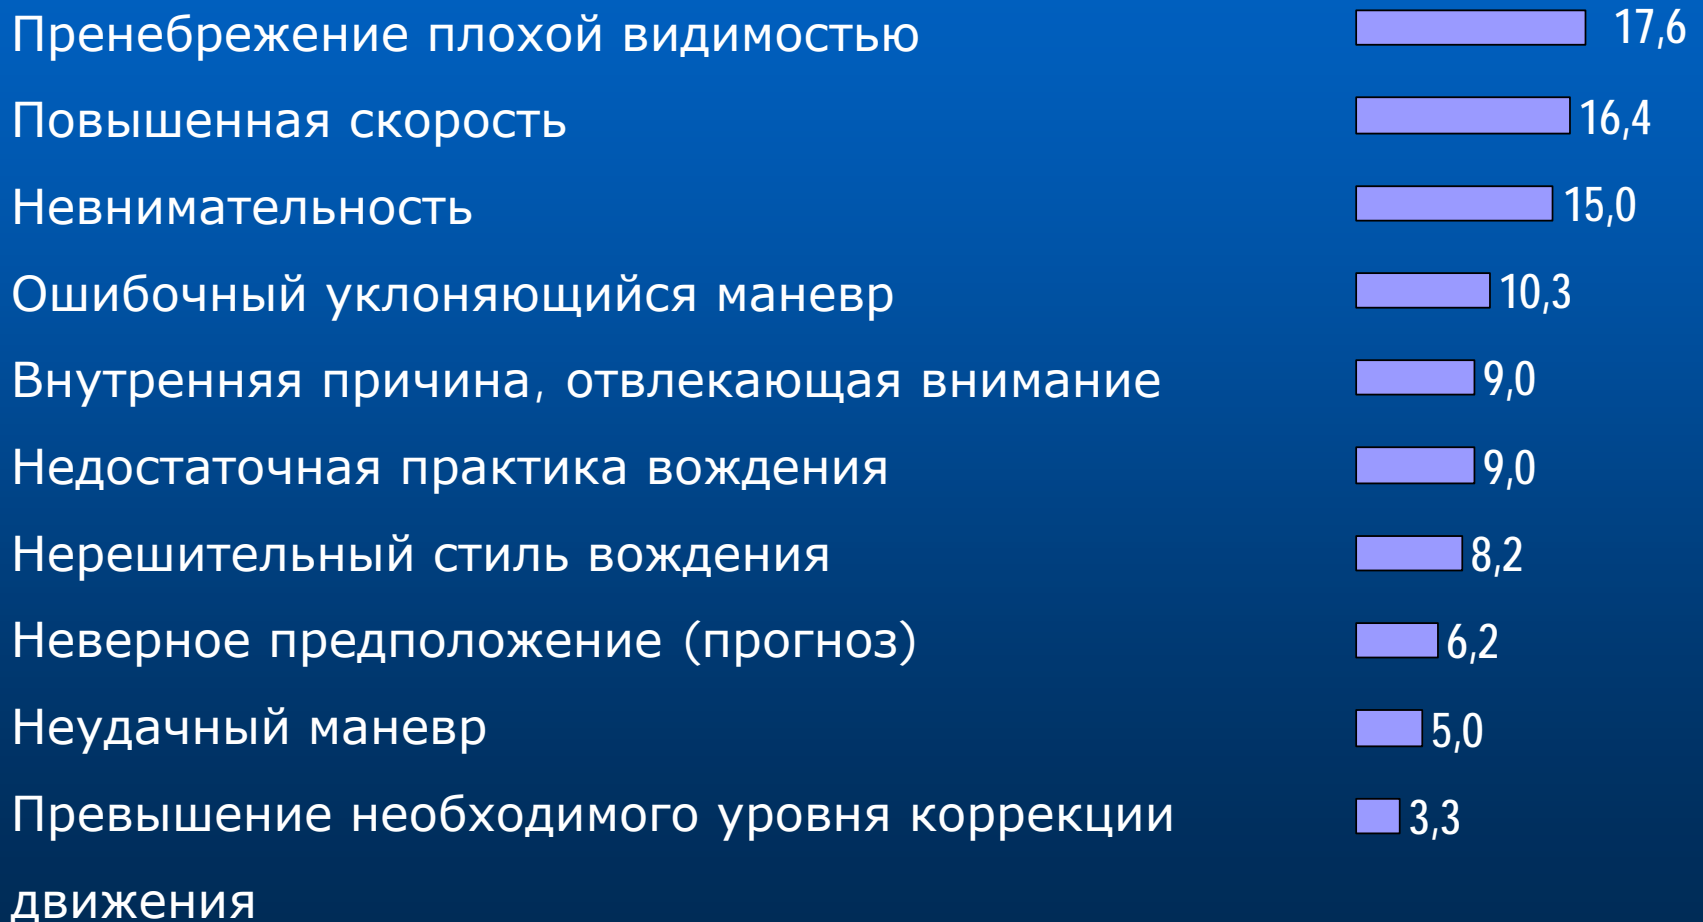 Пренебрежение плохой видимостью 17,6
Повышенная скорость 16,4
Невнимательность 15,0
Ошибочный уклоняющийся маневр 10,3
Внутренняя причина, отвлекающая внимание 9,0
Недостаточная практика вождения 9,0
Нерешительный стиль вождения 8,2
Неверное предположение (прогноз) 6,2
Неудачный маневр 5,0
Превышение необходимого уровня коррекции 3,3
движения